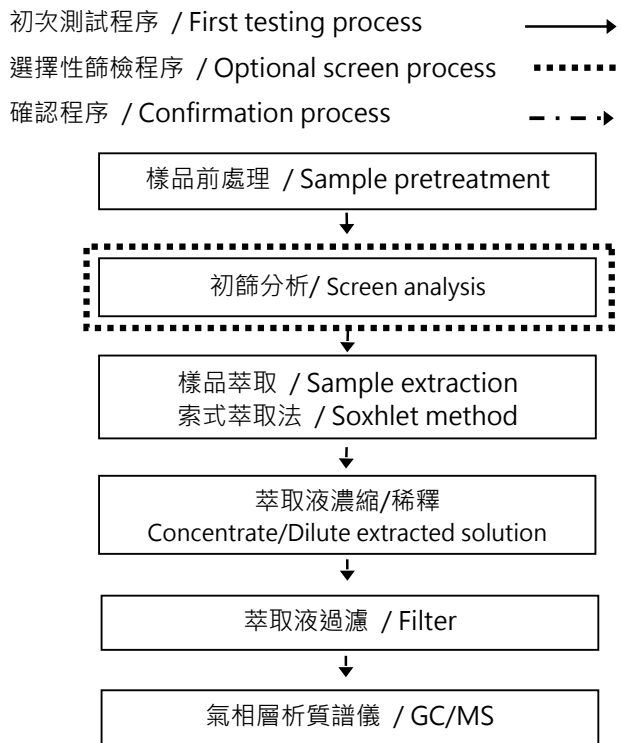 初次測試程序 / First testing process
選擇性篩檢程序 / Optional screen process
確認程序 / Confirmation process
樣品前處理 / Sample pretreatment
初篩分析/ Screen analysis
樣品萃取 / Sample extraction
索式萃取法 / Soxhlet method
萃取液濃縮/稀釋
Concentrate/Dilute extracted solution
萃取液過濾 / Filter
氣相層析質譜儀 / GC/MS